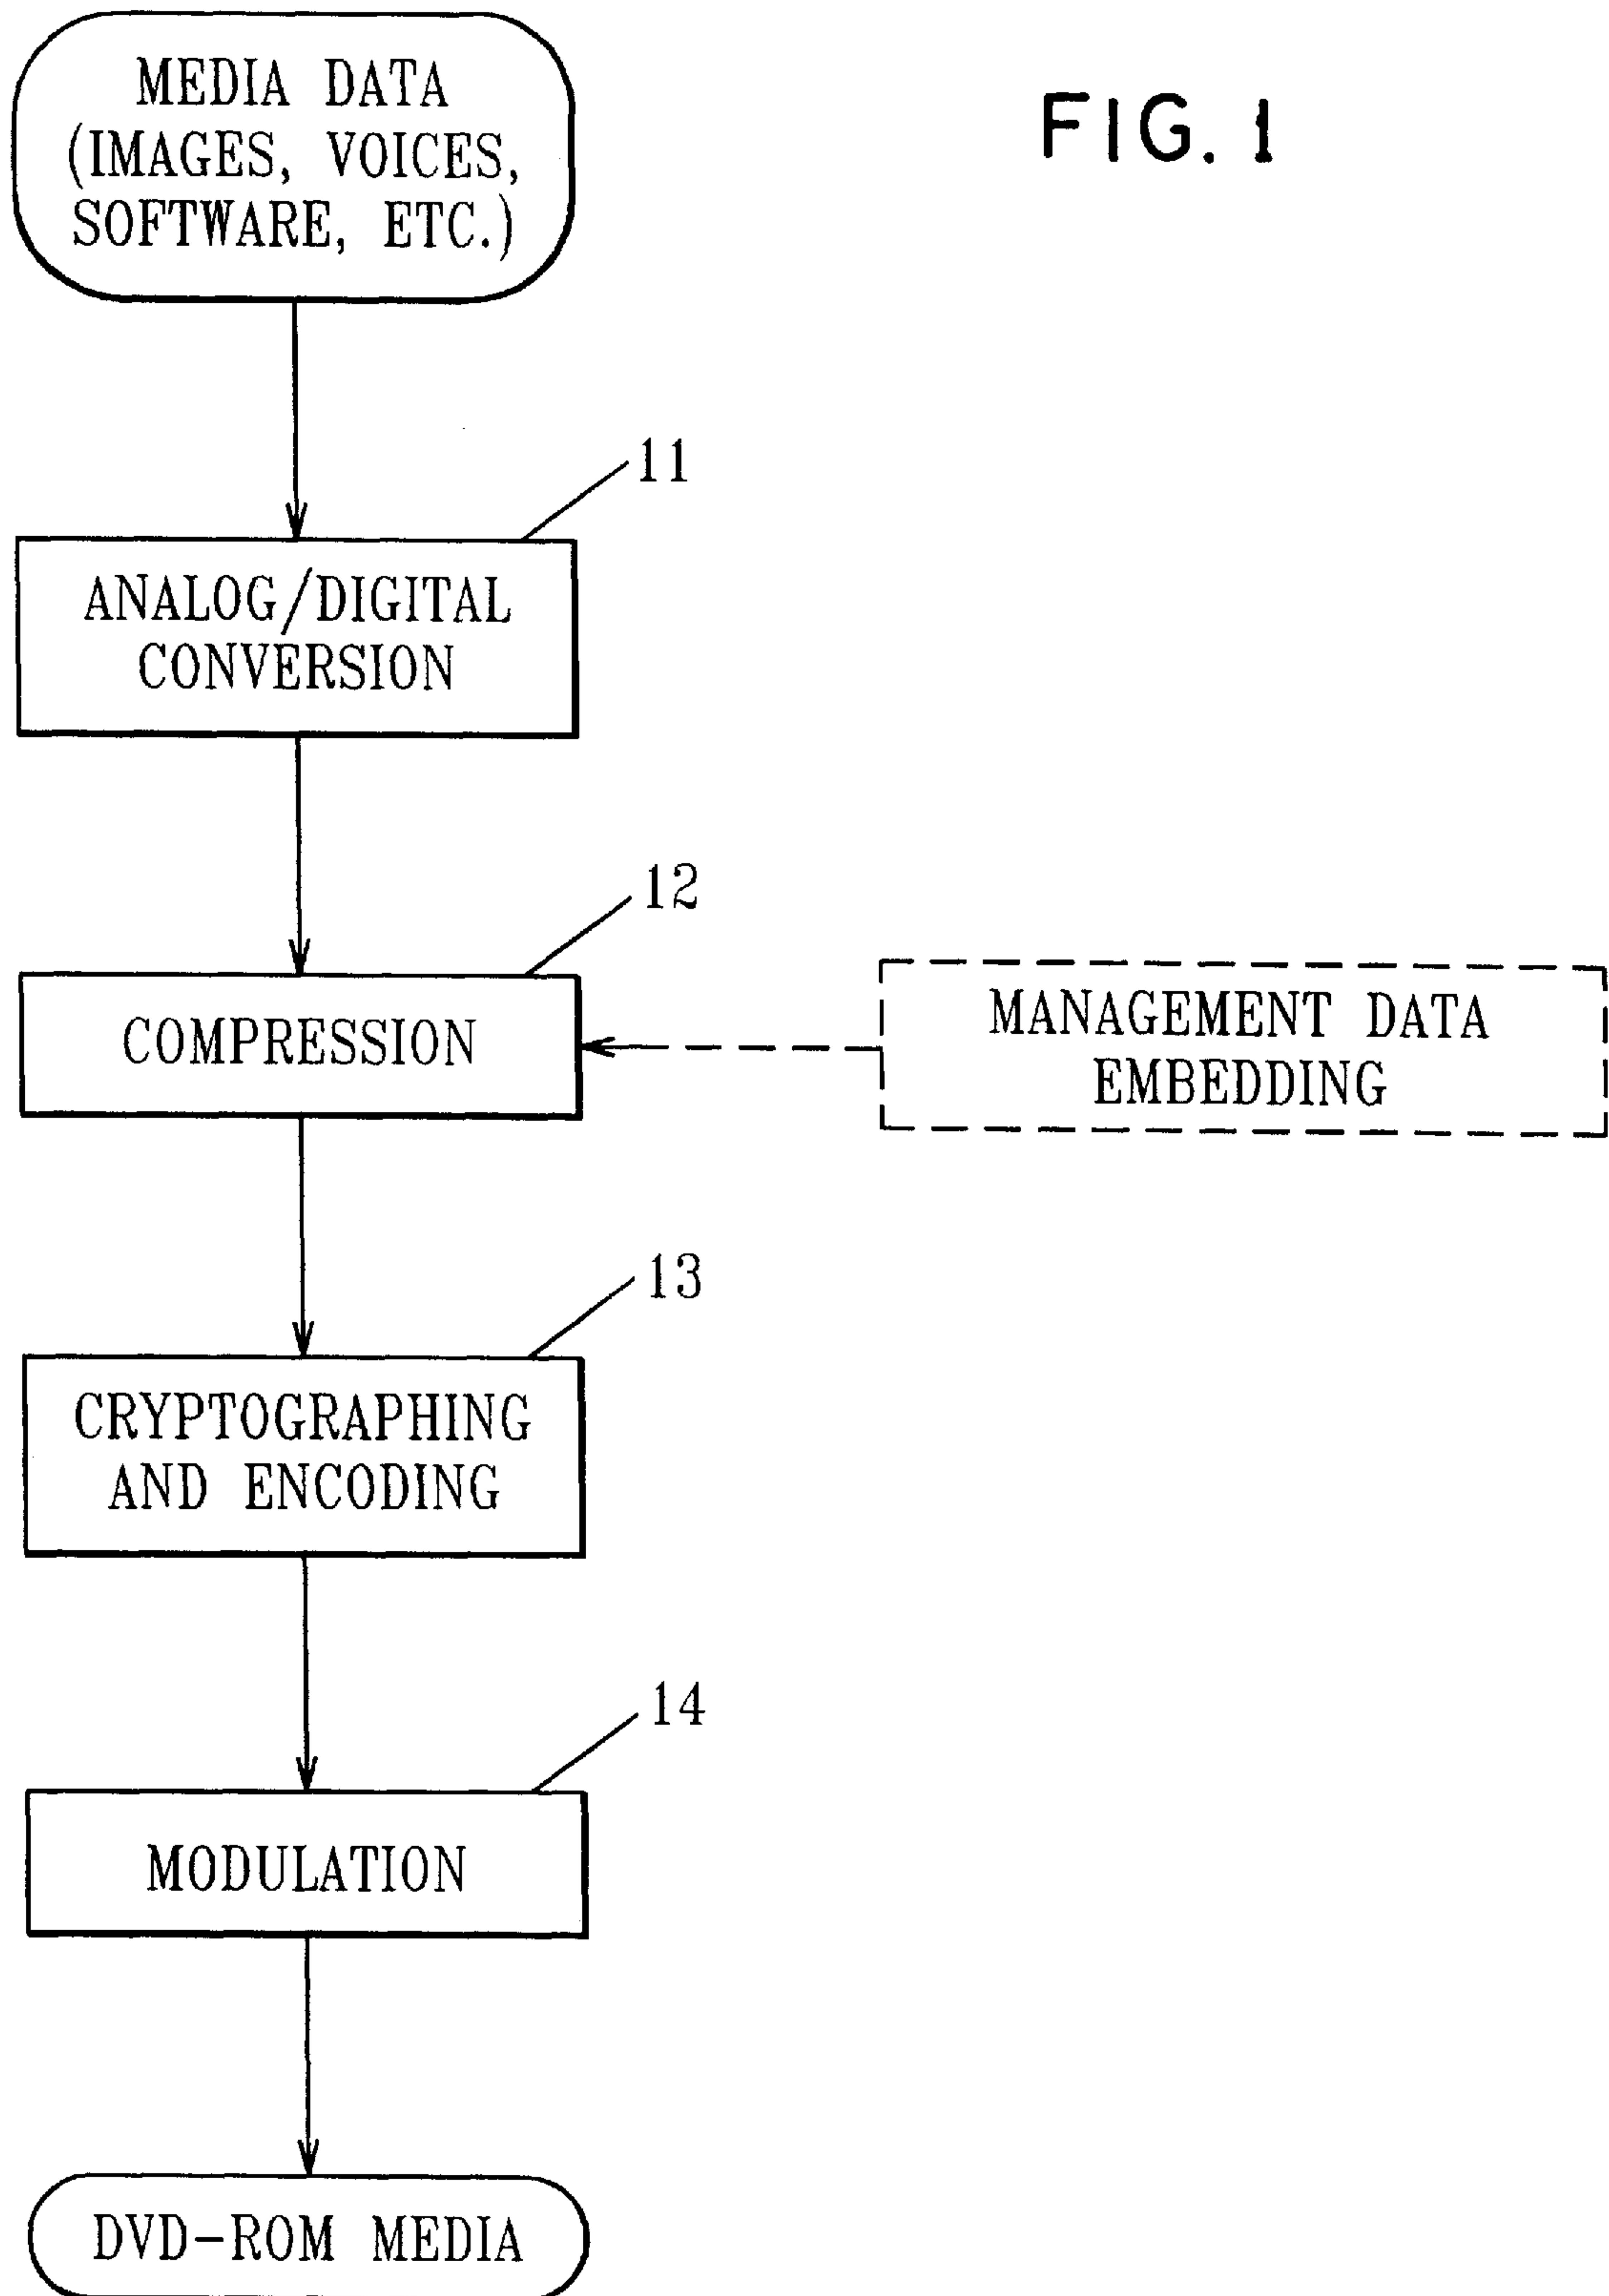 FIG. 1
MEDIA DATA
(IMAGES, VOICES,
SOFTWARE, ETC.)
11
ANALOG/DIGITAL
CONVERSION
12
COMPRESSION
MANAGEMENT DATA
EMBEDDING
13
CRYPTOGRAPHING
AND ENCODING
14
MODULATION
DVD-ROM MEDIA